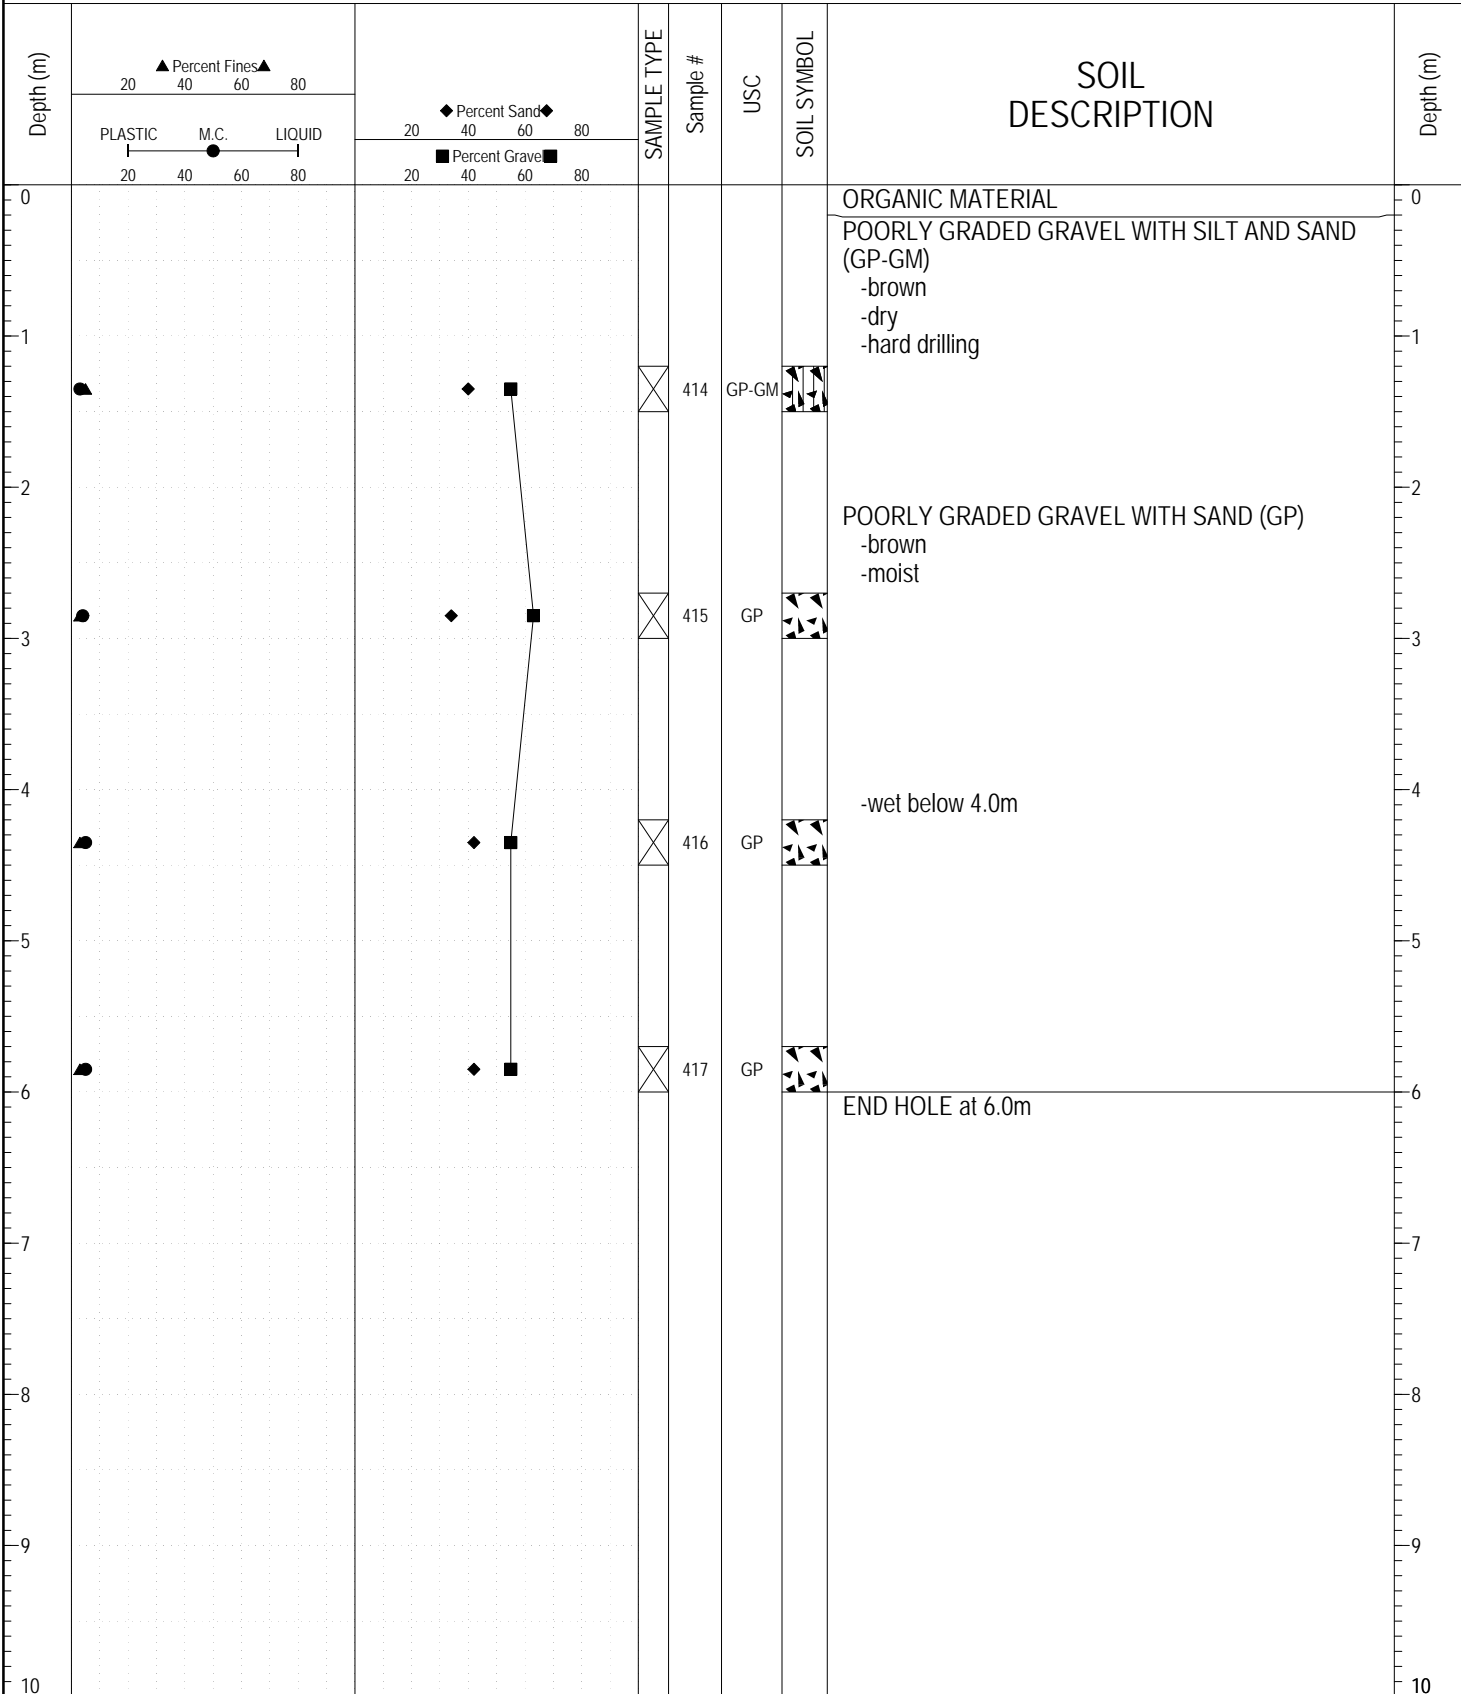 Depth (m)
▲ Percent Fines ▲
20 40 60 80
PLASTIC M.C. LIQUID
20 40 60 80
◆ Percent Sand ◆
20 40 60 80
■ Percent Gravel ■
20 40 60 80
SAMPLE TYPE
Sample #
USC
SOIL SYMBOL
SOIL
DESCRIPTION
Depth (m)
0 ORGANIC MATERIAL 0
POORLY GRADED GRAVEL WITH SILT AND SAND
(GP-GM)
-brown
-dry
1 -hard drilling 1
414 GP-GM
2 2
POORLY GRADED GRAVEL WITH SAND (GP)
-brown
-moist
415 GP
3 3
4 4
-wet below 4.0m
416 GP
5 5
417 GP
6 6
END HOLE at 6.0m
7 7
8 8
9 9
10 10